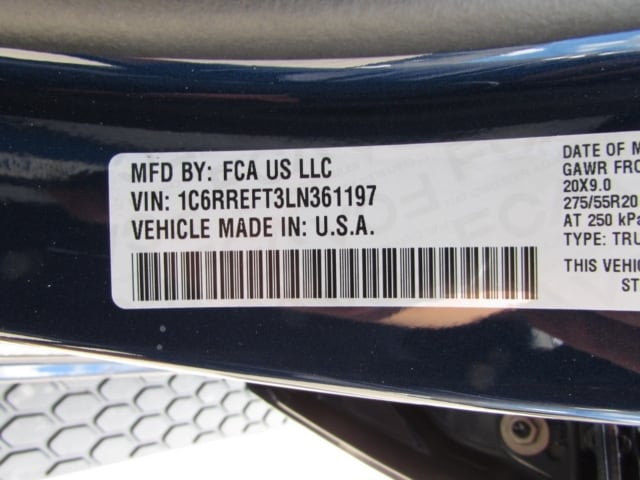 MFD BY: FCA US LLC
VIN: 1C6RREFT3LN361197
VEHICLE MADE IN: U.S.A.
DATE OF M
GAWR FRO
20X9.0
275/55R20
AT 250 kPa
TYPE: TRU
THIS VEHIC
ST